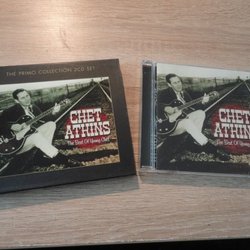 THE PRIMO COLLECTION 2CD SET
CHET
ATKINS
The Best Of Young Chet
CHET
ATKINS
The Best Of Young Chet